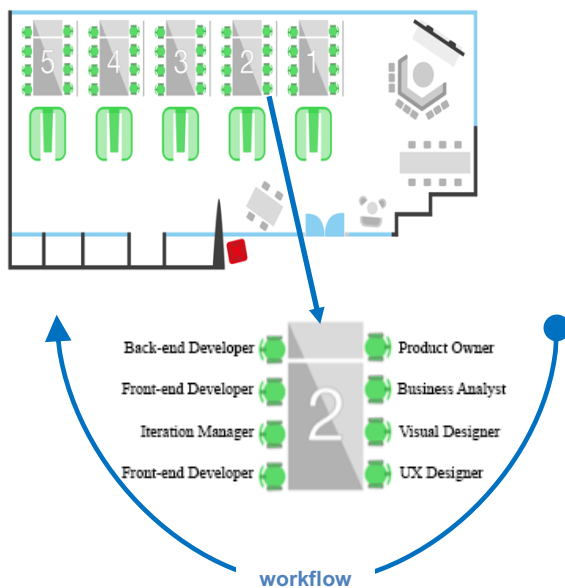 5 4 3 2 1
Back-end Developer Product Owner
Front-end Developer Business Analyst
2
Iteration Manager Visual Designer
Front-end Developer UX Designer
workflow